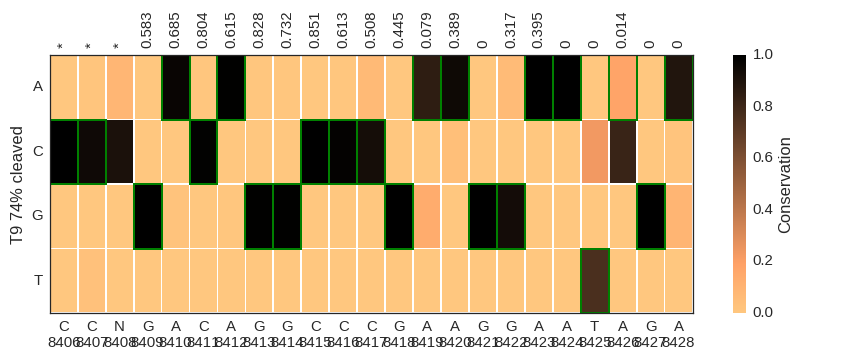 * * * 0.583 0.685 0.804 0.615 0.828 0.732 0.851 0.613 0.508 0.445 0.079 0.389 0 0.317 0.395 0 0 0.014 0 0
T9 74% cleaved
A
C
G
T
C C N G A C A G G C C C G A A G G A A T A G A
8406 8407 8408 8409 8410 8411 8412 8413 8414 8415 8416 8417 8418 8419 8420 8421 8422 8423 8424 8425 8426 8427 8428
1.0
0.8
0.6
0.4
0.2
0.0
Conservation